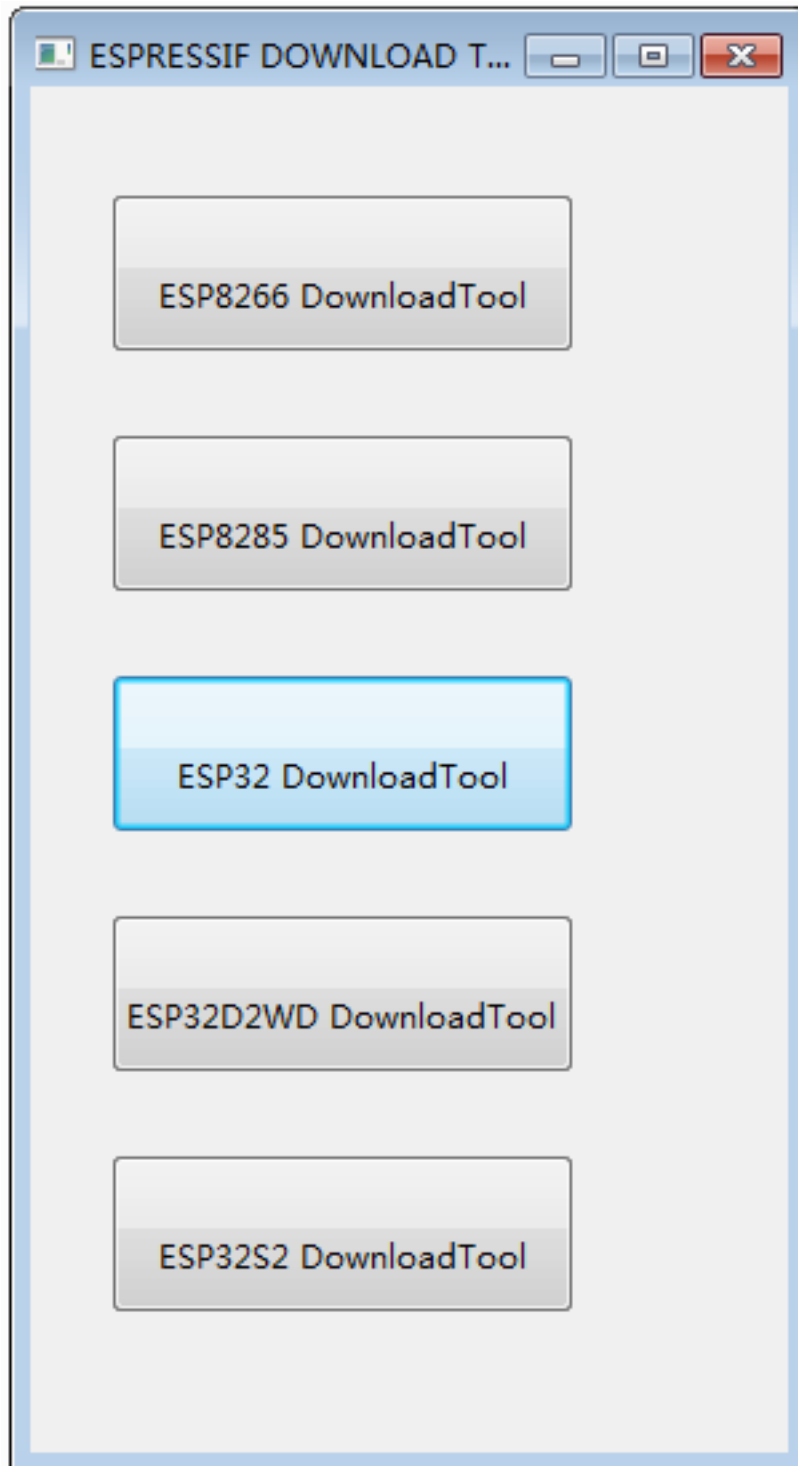 ESPRESSIF DOWNLOAD T...
ESP8266 DownloadTool
ESP8285 DownloadTool
ESP32 DownloadTool
ESP32D2WD DownloadTool
ESP32S2 DownloadTool